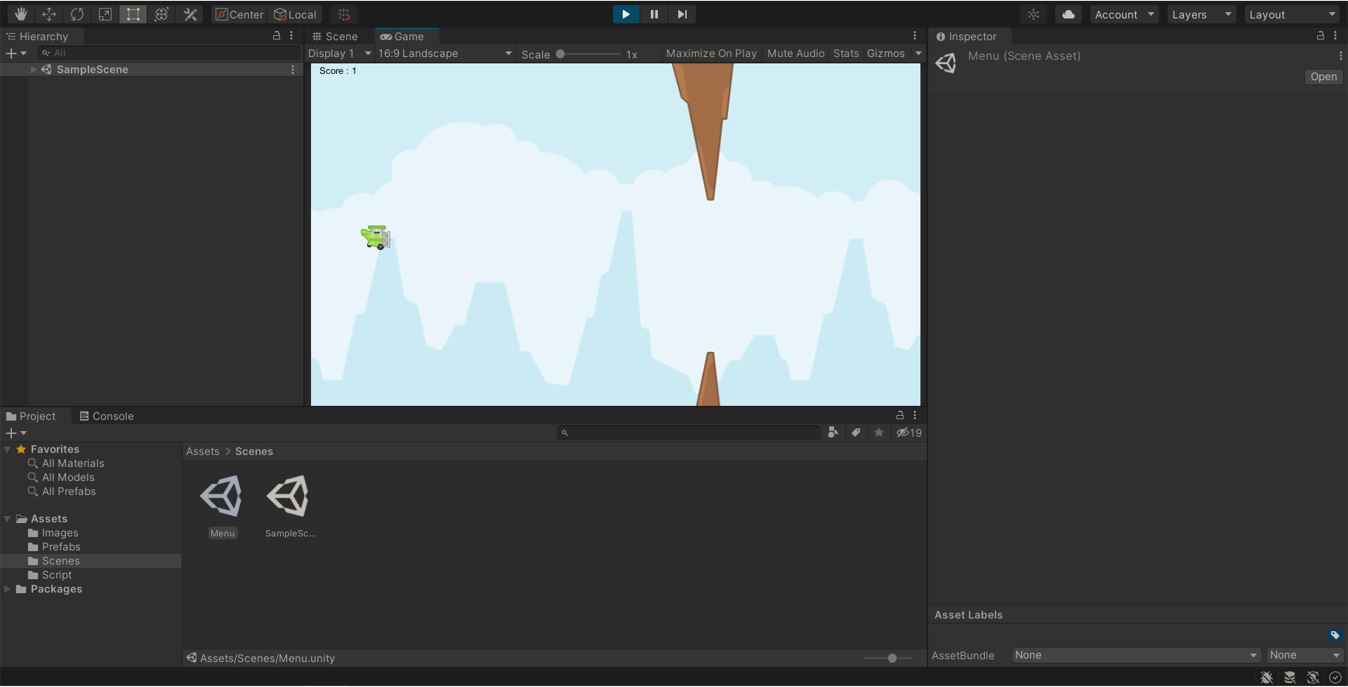 Center Local Account Layers Layout
Hierarchy Scene Game Inspector
All Display 1 16:9 Landscape Scale 1x Maximize On Play Mute Audio Stats Gizmos Menu (Scene Asset)
SampleScene
Score : 1
Open
Project Console
19
Favorites Assets > Scenes
All Materials
All Models
All Prefabs
Assets
Images Menu SampleSc...
Prefabs
Scenes
Script
Packages
Asset Labels
Assets/Scenes/Menu.unity AssetBundle None None